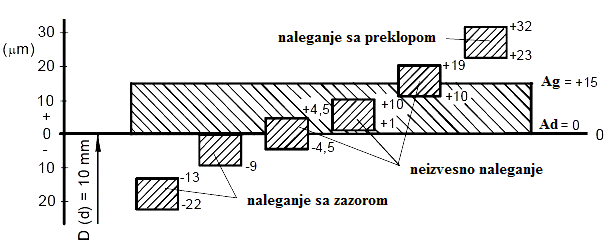 30
(μm)
20
10
+
0
-
10
20
D (d) = 10 mm
naleganje sa preklopom
+32
+23
+19
+10
Ag = +15
+10
+1
+4,5
-4,5
Ad = 0
0
-9
-13
-22
neizvesno naleganje
naleganje sa zazorom